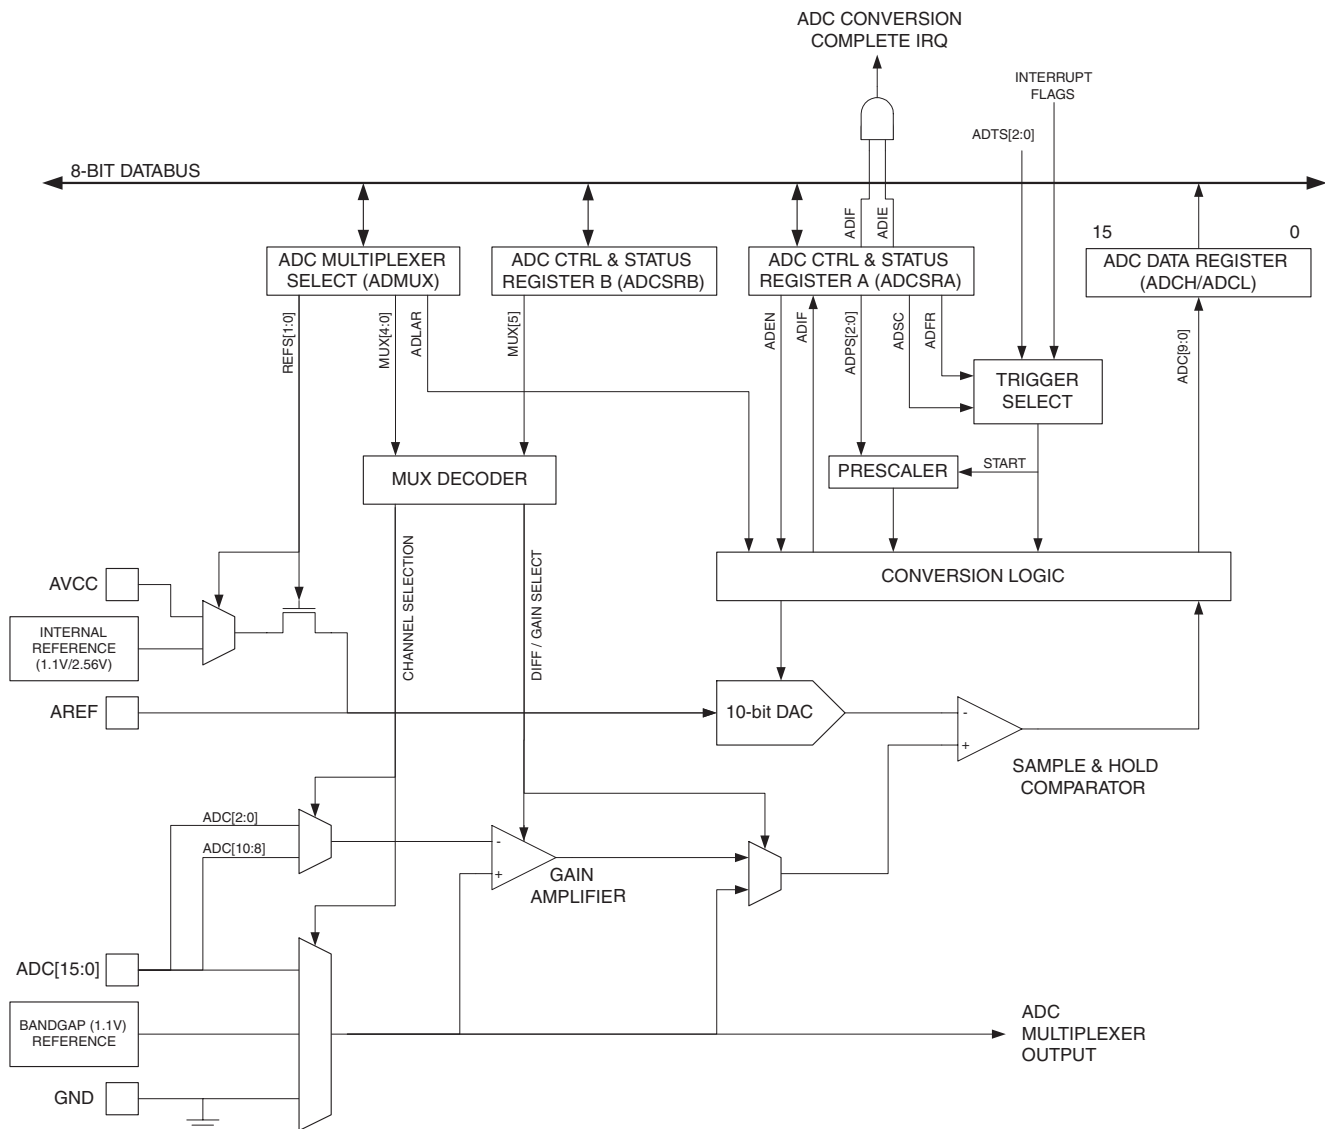 ADC CONVERSION
COMPLETE IRQ
INTERRUPT
FLAGS
ADTS[2:0]
8-BIT DATABUS
ADIF
ADIE
15
0
ADC MULTIPLEXER
SELECT (ADMUX)
ADC CTRL & STATUS
REGISTER B (ADCSRB)
ADC CTRL & STATUS
REGISTER A (ADCSRA)
ADC DATA REGISTER
(ADCH/ADCL)
REFS[1:0]
MUX[4:0]
ADLAR
MUX[5]
ADEN
ADIF
ADPS[2:0]
ADSC
ADFR
ADC[9:0]
TRIGGER
SELECT
MUX DECODER
PRESCALER
START
CHANNEL SELECTION
DIFF / GAIN SELECT
CONVERSION LOGIC
AVCC
INTERNAL
REFERENCE
(1.1V/2.56V)
AREF
10-bit DAC
-
+
SAMPLE & HOLD
COMPARATOR
ADC[2:0]
ADC[10:8]
-
+
GAIN
AMPLIFIER
ADC[15:0]
BANDGAP (1.1V)
REFERENCE
ADC
MULTIPLEXER
OUTPUT
GND